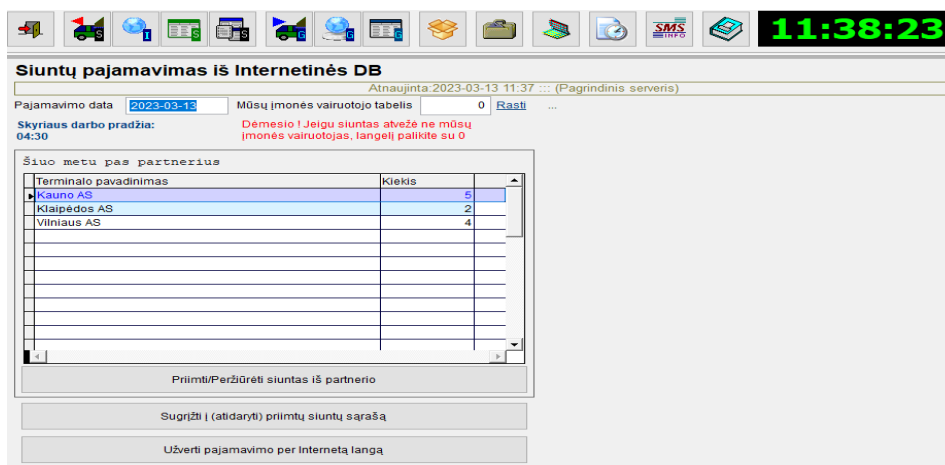 11:38:23
Siuntų pajamavimas iš Internetinės DB
Atnaujinta:2023-03-13 11:37 ::: (Pagrindinis serveris)
Pajamavimo data 2023-03-13 Mūsų įmonės vairuotojo tabelis 0 Rasti ...
Skyriaus darbo pradžia:
04:30
Dėmesio ! Jeigu siuntas atvežė ne mūsų
įmonės vairuotojas, langelį palikite su 0
Šiuo metu pas partnerius
Terminalo pavadinimas Kiekis
Kauno AS 5
Klaipėdos AS 2
Vilniaus AS 4
Priimti/Peržiūrėti siuntas iš partnerio
Sugrįžti į (atidaryti) priimtų siuntų sąrašą
Užverti pajamavimo per Internetą langą
S I S S G G G SMS
INFO